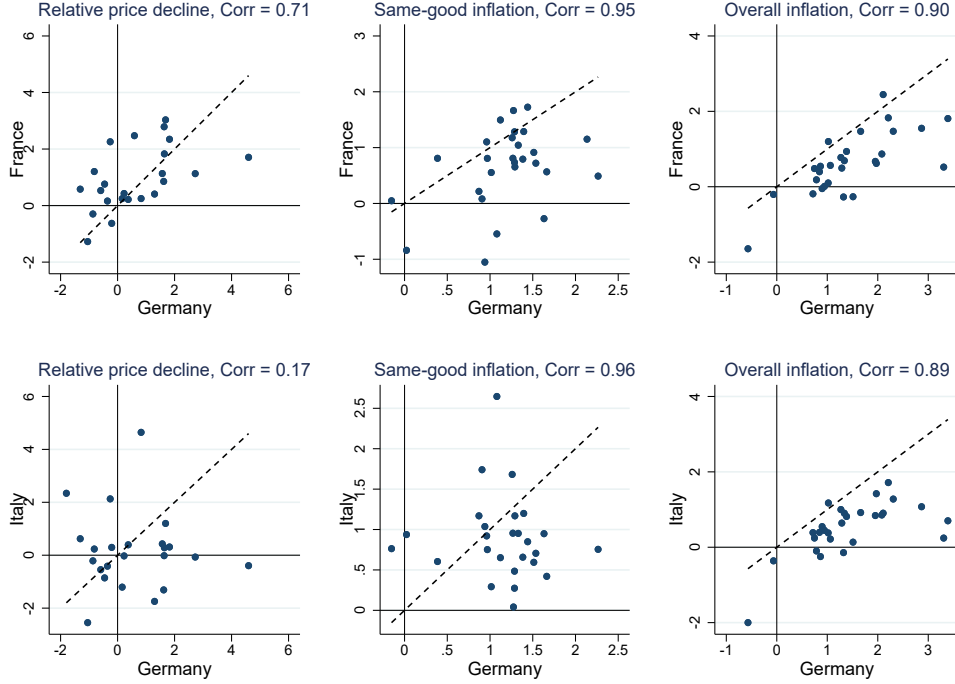 Relative price decline, Corr = 0.71
Same-good inflation, Corr = 0.95
Overall inflation, Corr = 0.90
France
6
4
2
0
-2
-2 0 2 4 6
Germany
France
3
2
1
0
-1
0 .5 1 1.5 2 2.5
Germany
France
4
2
0
-2
-1 0 1 2 3
Germany
Relative price decline, Corr = 0.17
Same-good inflation, Corr = 0.96
Overall inflation, Corr = 0.89
Italy
6
4
2
0
-2
-2 0 2 4 6
Germany
2.5
2
1.5
1
.5
0
0 .5 1 1.5 2 2.5
Germany
Italy
Italy
4
2
0
-2
-1 0 1 2 3
Germany